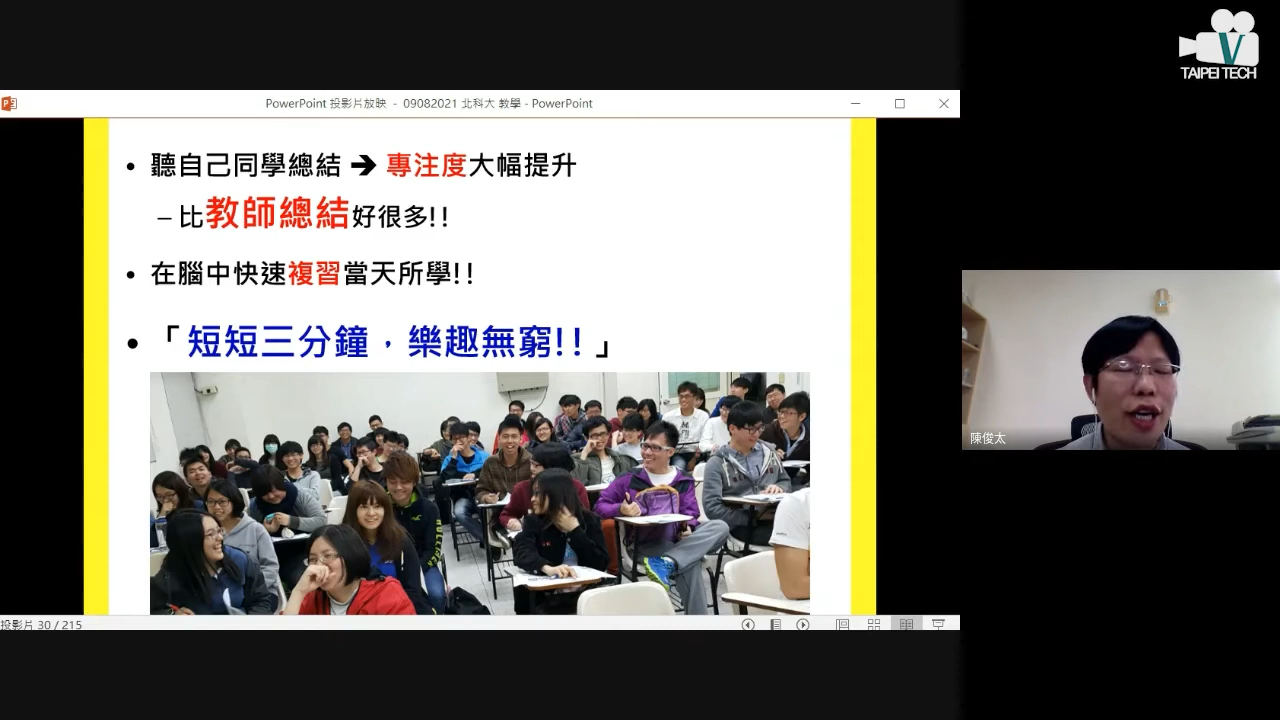 TAIPEI TECH
PowerPoint 投影片放映 - 09082021 北科大 教學 - PowerPoint
• 聽自己同學總結 ➔ 專注度大幅提升
– 比教師總結好很多!!
• 在腦中快速複習當天所學!!
• 「短短三分鐘，樂趣無窮!!」
陳俊太
投影片 30 / 215